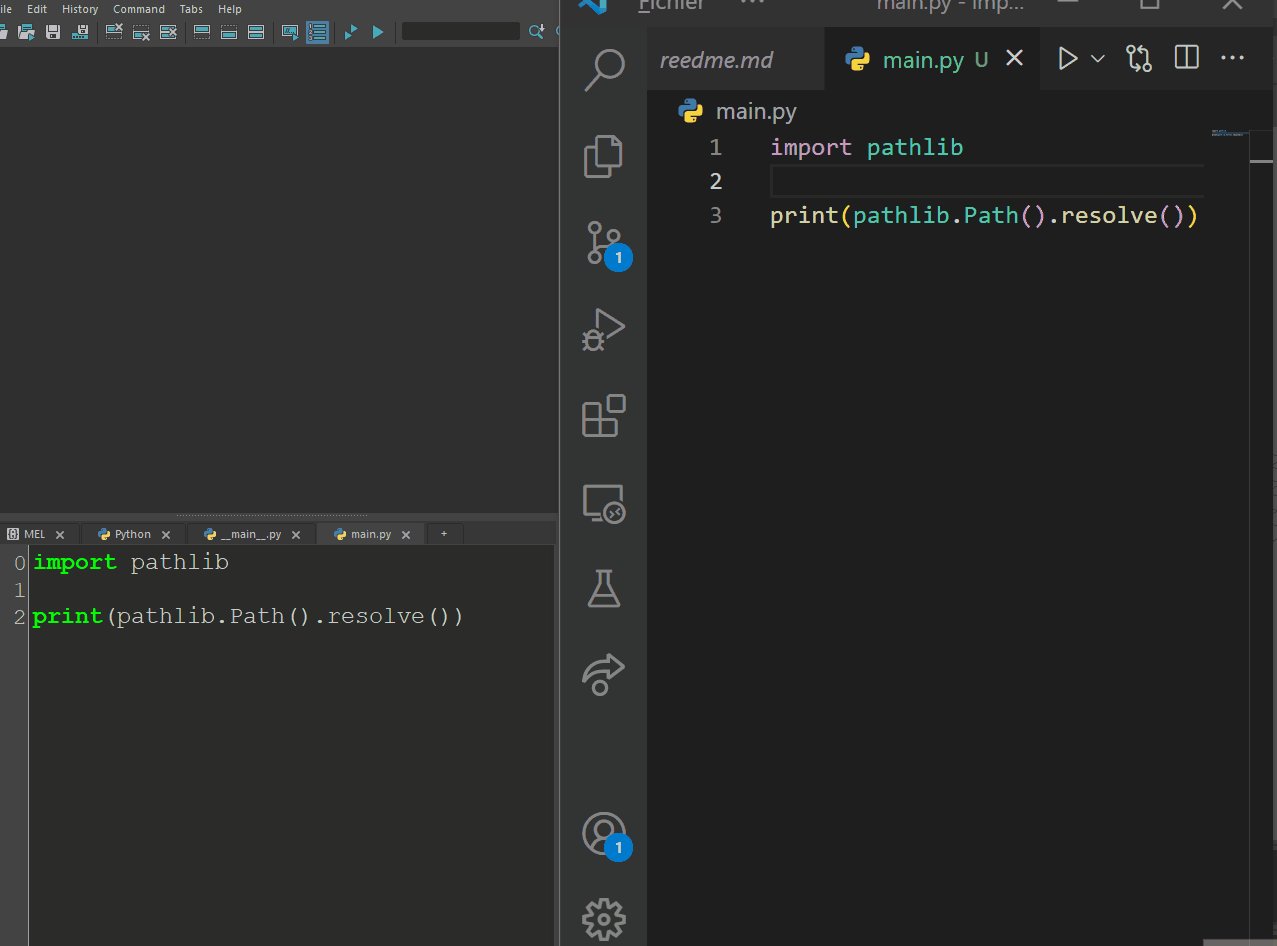 ile Edit History Command Tabs Help
MEL Python __main__.py main.py +
0 import pathlib
1
2 print(pathlib.Path().resolve())
Fichier ··· main.py - imp...
reedme.md main.py U
main.py
1 import pathlib
2
3 print(pathlib.Path().resolve())
1
1